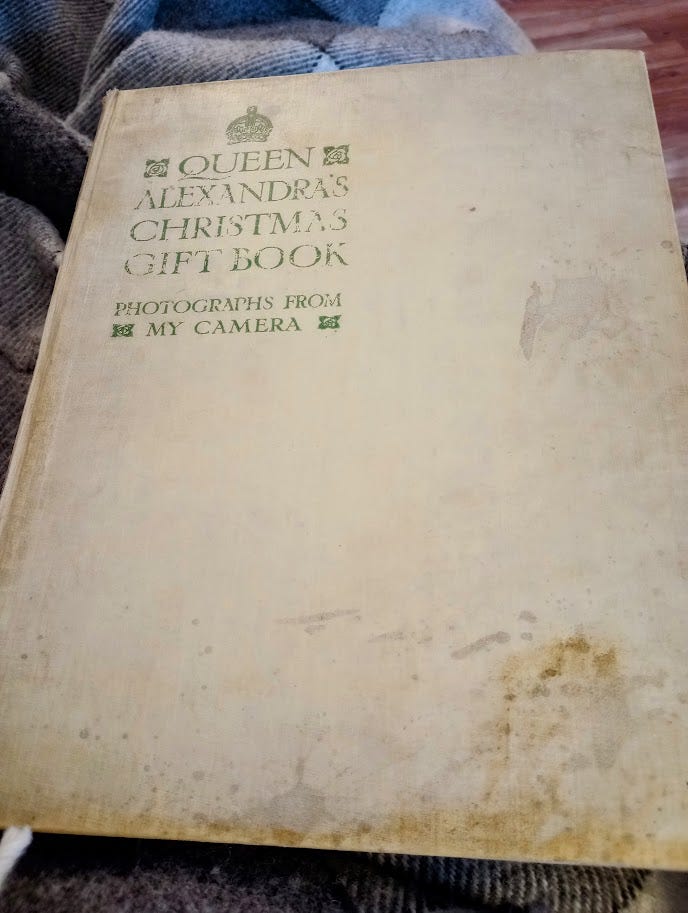 QUEEN
ALEXANDRA'S
CHRISTMAS
GIFT BOOK
PHOTOGRAPHS FROM
MY CAMERA